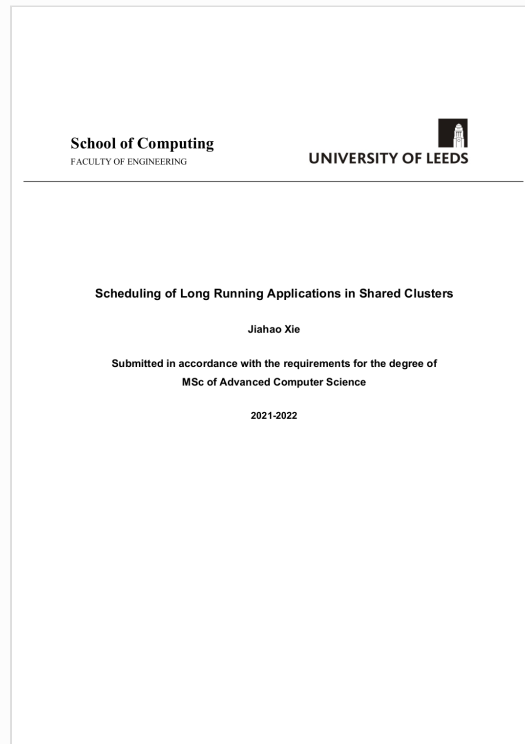 School of Computing
FACULTY OF ENGINEERING
UNIVERSITY OF LEEDS
Scheduling of Long Running Applications in Shared Clusters
Jiahao Xie
Submitted in accordance with the requirements for the degree of
MSc of Advanced Computer Science
2021-2022